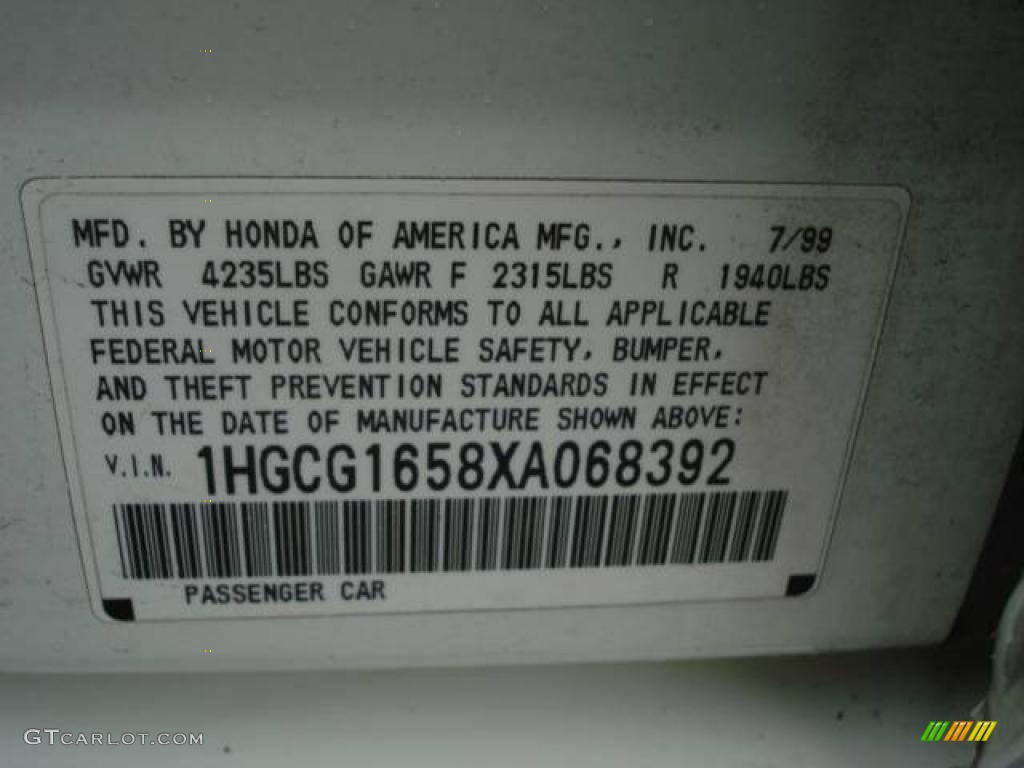 MFD. BY HONDA OF AMERICA MFG., INC. 7/99
GVWR 4235LBS GAWR F 2315LBS R 1940LBS
THIS VEHICLE CONFORMS TO ALL APPLICABLE
FEDERAL MOTOR VEHICLE SAFETY, BUMPER,
AND THEFT PREVENTION STANDARDS IN EFFECT
ON THE DATE OF MANUFACTURE SHOWN ABOVE:
V.I.N. 1HGCG1658XA068392
PASSENGER CAR
GTCARLOT.COM